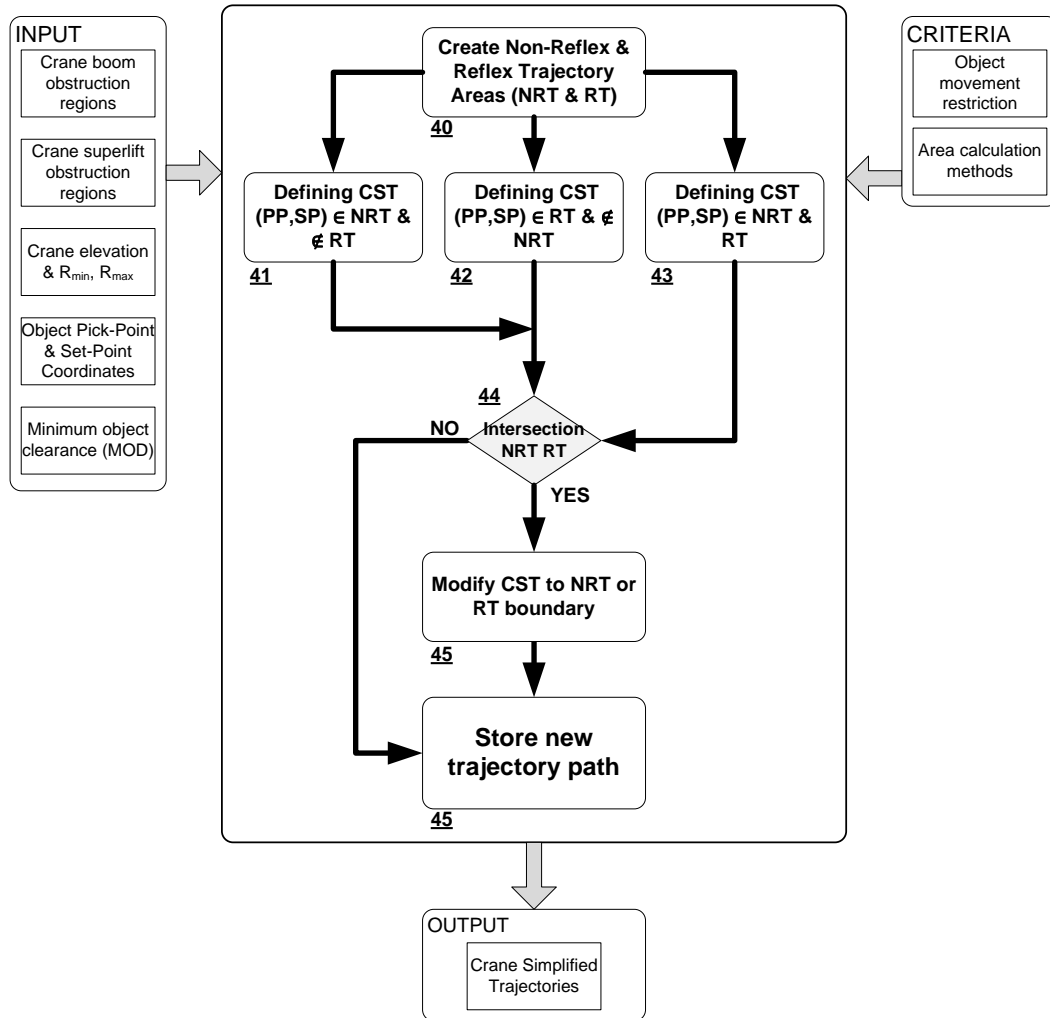 INPUT
Crane boom
obstruction
regions
Crane superlift
obstruction
regions
Crane elevation
& Rmin, Rmax
Object Pick-Point
& Set-Point
Coordinates
Minimum object
clearance (MOD)
Create Non-Reflex &
Reflex Trajectory
Areas (NRT & RT)
40
Defining CST
(PP,SP) ∈ NRT &
∉ RT
41
Defining CST
(PP,SP) ∈ RT & ∉
NRT
42
Defining CST
(PP,SP) ∈ NRT &
RT
43
44
Intersection
NRT RT
NO
YES
Modify CST to NRT or
RT boundary
45
Store new
trajectory path
45
CRITERIA
Object
movement
restriction
Area calculation
methods
OUTPUT
Crane Simplified
Trajectories